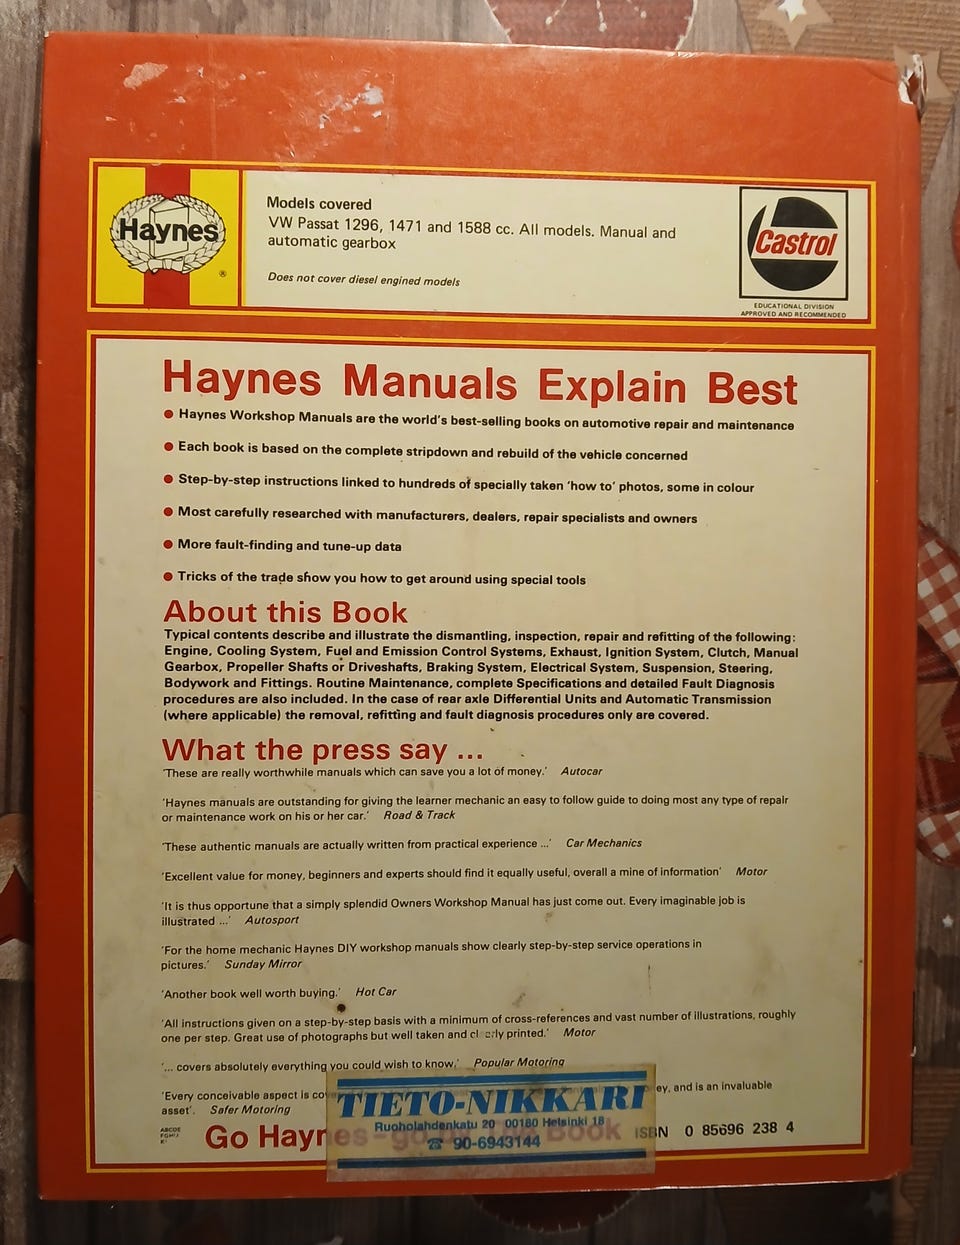 Haynes
®
Models covered
VW Passat 1296, 1471 and 1588 cc. All models. Manual and
automatic gearbox
Does not cover diesel engined models
Castrol
EDUCATIONAL DIVISION
APPROVED AND RECOMMENDED
Haynes Manuals Explain Best
● Haynes Workshop Manuals are the world's best-selling books on automotive repair and maintenance
● Each book is based on the complete stripdown and rebuild of the vehicle concerned
● Step-by-step instructions linked to hundreds of specially taken 'how to' photos, some in colour
● Most carefully researched with manufacturers, dealers, repair specialists and owners
● More fault-finding and tune-up data
● Tricks of the trade show you how to get around using special tools
About this Book
Typical contents describe and illustrate the dismantling, inspection, repair and refitting of the following:
Engine, Cooling System, Fuel and Emission Control Systems, Exhaust, Ignition System, Clutch, Manual
Gearbox, Propeller Shafts or Driveshafts, Braking System, Electrical System, Suspension, Steering,
Bodywork and Fittings. Routine Maintenance, complete Specifications and detailed Fault Diagnosis
procedures are also included. In the case of rear axle Differential Units and Automatic Transmission
(where applicable) the removal, refitting and fault diagnosis procedures only are covered.
What the press say ...
'These are really worthwhile manuals which can save you a lot of money.' Autocar
'Haynes manuals are outstanding for giving the learner mechanic an easy to follow guide to doing most any type of repair
or maintenance work on his or her car.' Road & Track
'These authentic manuals are actually written from practical experience ...' Car Mechanics
'Excellent value for money, beginners and experts should find it equally useful, overall a mine of information' Motor
'It is thus opportune that a simply splendid Owners Workshop Manual has just come out. Every imaginable job is
illustrated ...' Autosport
'For the home mechanic Haynes DIY workshop manuals show clearly step-by-step service operations in
pictures.' Sunday Mirror
'Another book well worth buying.' Hot Car
'All instructions given on a step-by-step basis with a minimum of cross-references and vast number of illustrations, roughly
one per step. Great use of photographs but well taken and clearly printed.' Motor
'... covers absolutely everything you could wish to know,' Popular Motoring
'Every conceivable aspect is cov ey, and is an invaluable
asset'. Safer Motoring
TIETO-NIKKARI
Ruoholahdenkatu 20 00180 Helsinki 18
☎ 90-6943144
ABCDE
Go Haynes - Book
ISBN 0 85696 238 4